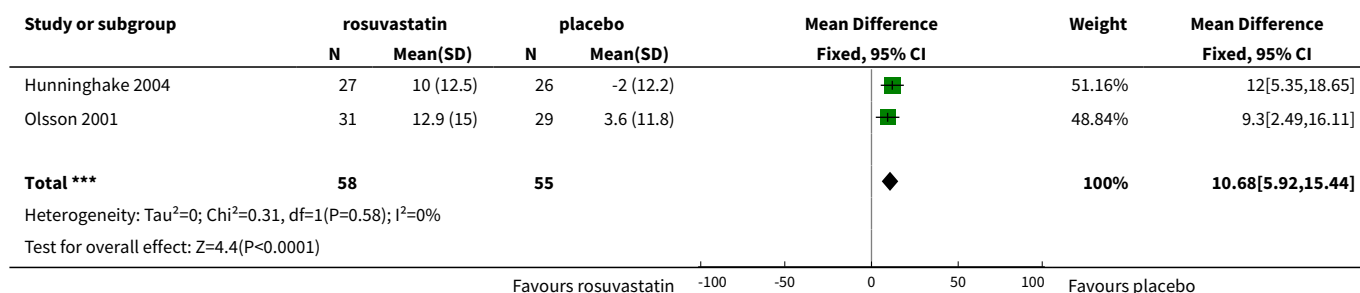 Study or subgroup rosuvastatin placebo Mean Difference Weight Mean Difference
N Mean(SD) N Mean(SD) Fixed, 95% CI Fixed, 95% CI
Hunninghake 2004 27 10 (12.5) 26 -2 (12.2) 51.16% 12[5.35,18.65]
Olsson 2001 31 12.9 (15) 29 3.6 (11.8) 48.84% 9.3[2.49,16.11]
Total *** 58 55 100% 10.68[5.92,15.44]
Heterogeneity: Tau²=0; Chi²=0.31, df=1(P=0.58); I²=0%
Test for overall effect: Z=4.4(P<0.0001)
Favours rosuvastatin -100 -50 0 50 100 Favours placebo